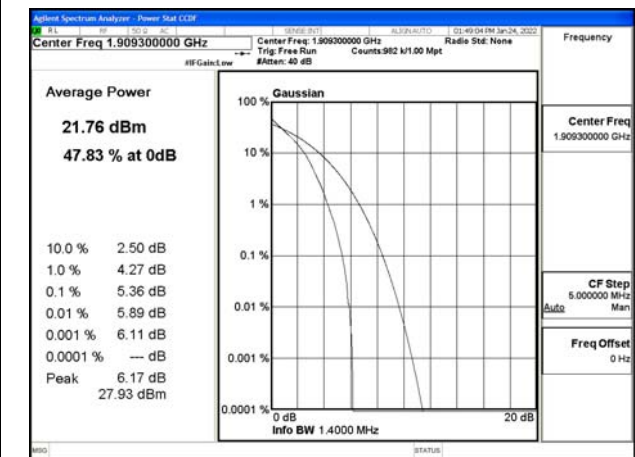 Agilent Spectrum Analyzer - Power Stat CCDF
RL RF 50 Ω AC SENSE:INT ALIGN AUTO 01:49:04 PM Jan 24, 2022
Center Freq 1.909300000 GHz
Center Freq: 1.909300000 GHz Radio Std: None
Trig: Free Run Counts:982 k/1.00 Mpt
#IFGain:Low #Atten: 40 dB
Frequency
Average Power
21.76 dBm
47.83 % at 0dB
10.0 % 2.50 dB
1.0 % 4.27 dB
0.1 % 5.36 dB
0.01 % 5.89 dB
0.001 % 6.11 dB
0.0001 % --- dB
Peak 6.17 dB
27.93 dBm
Gaussian
100 %
10 %
1 %
0.1 %
0.01 %
0.001 %
0.0001 %
0 dB 20 dB
Info BW 1.4000 MHz
Center Freq
1.909300000 GHz
CF Step
5.000000 MHz
Auto Man
Freq Offset
0 Hz
MSG STATUS